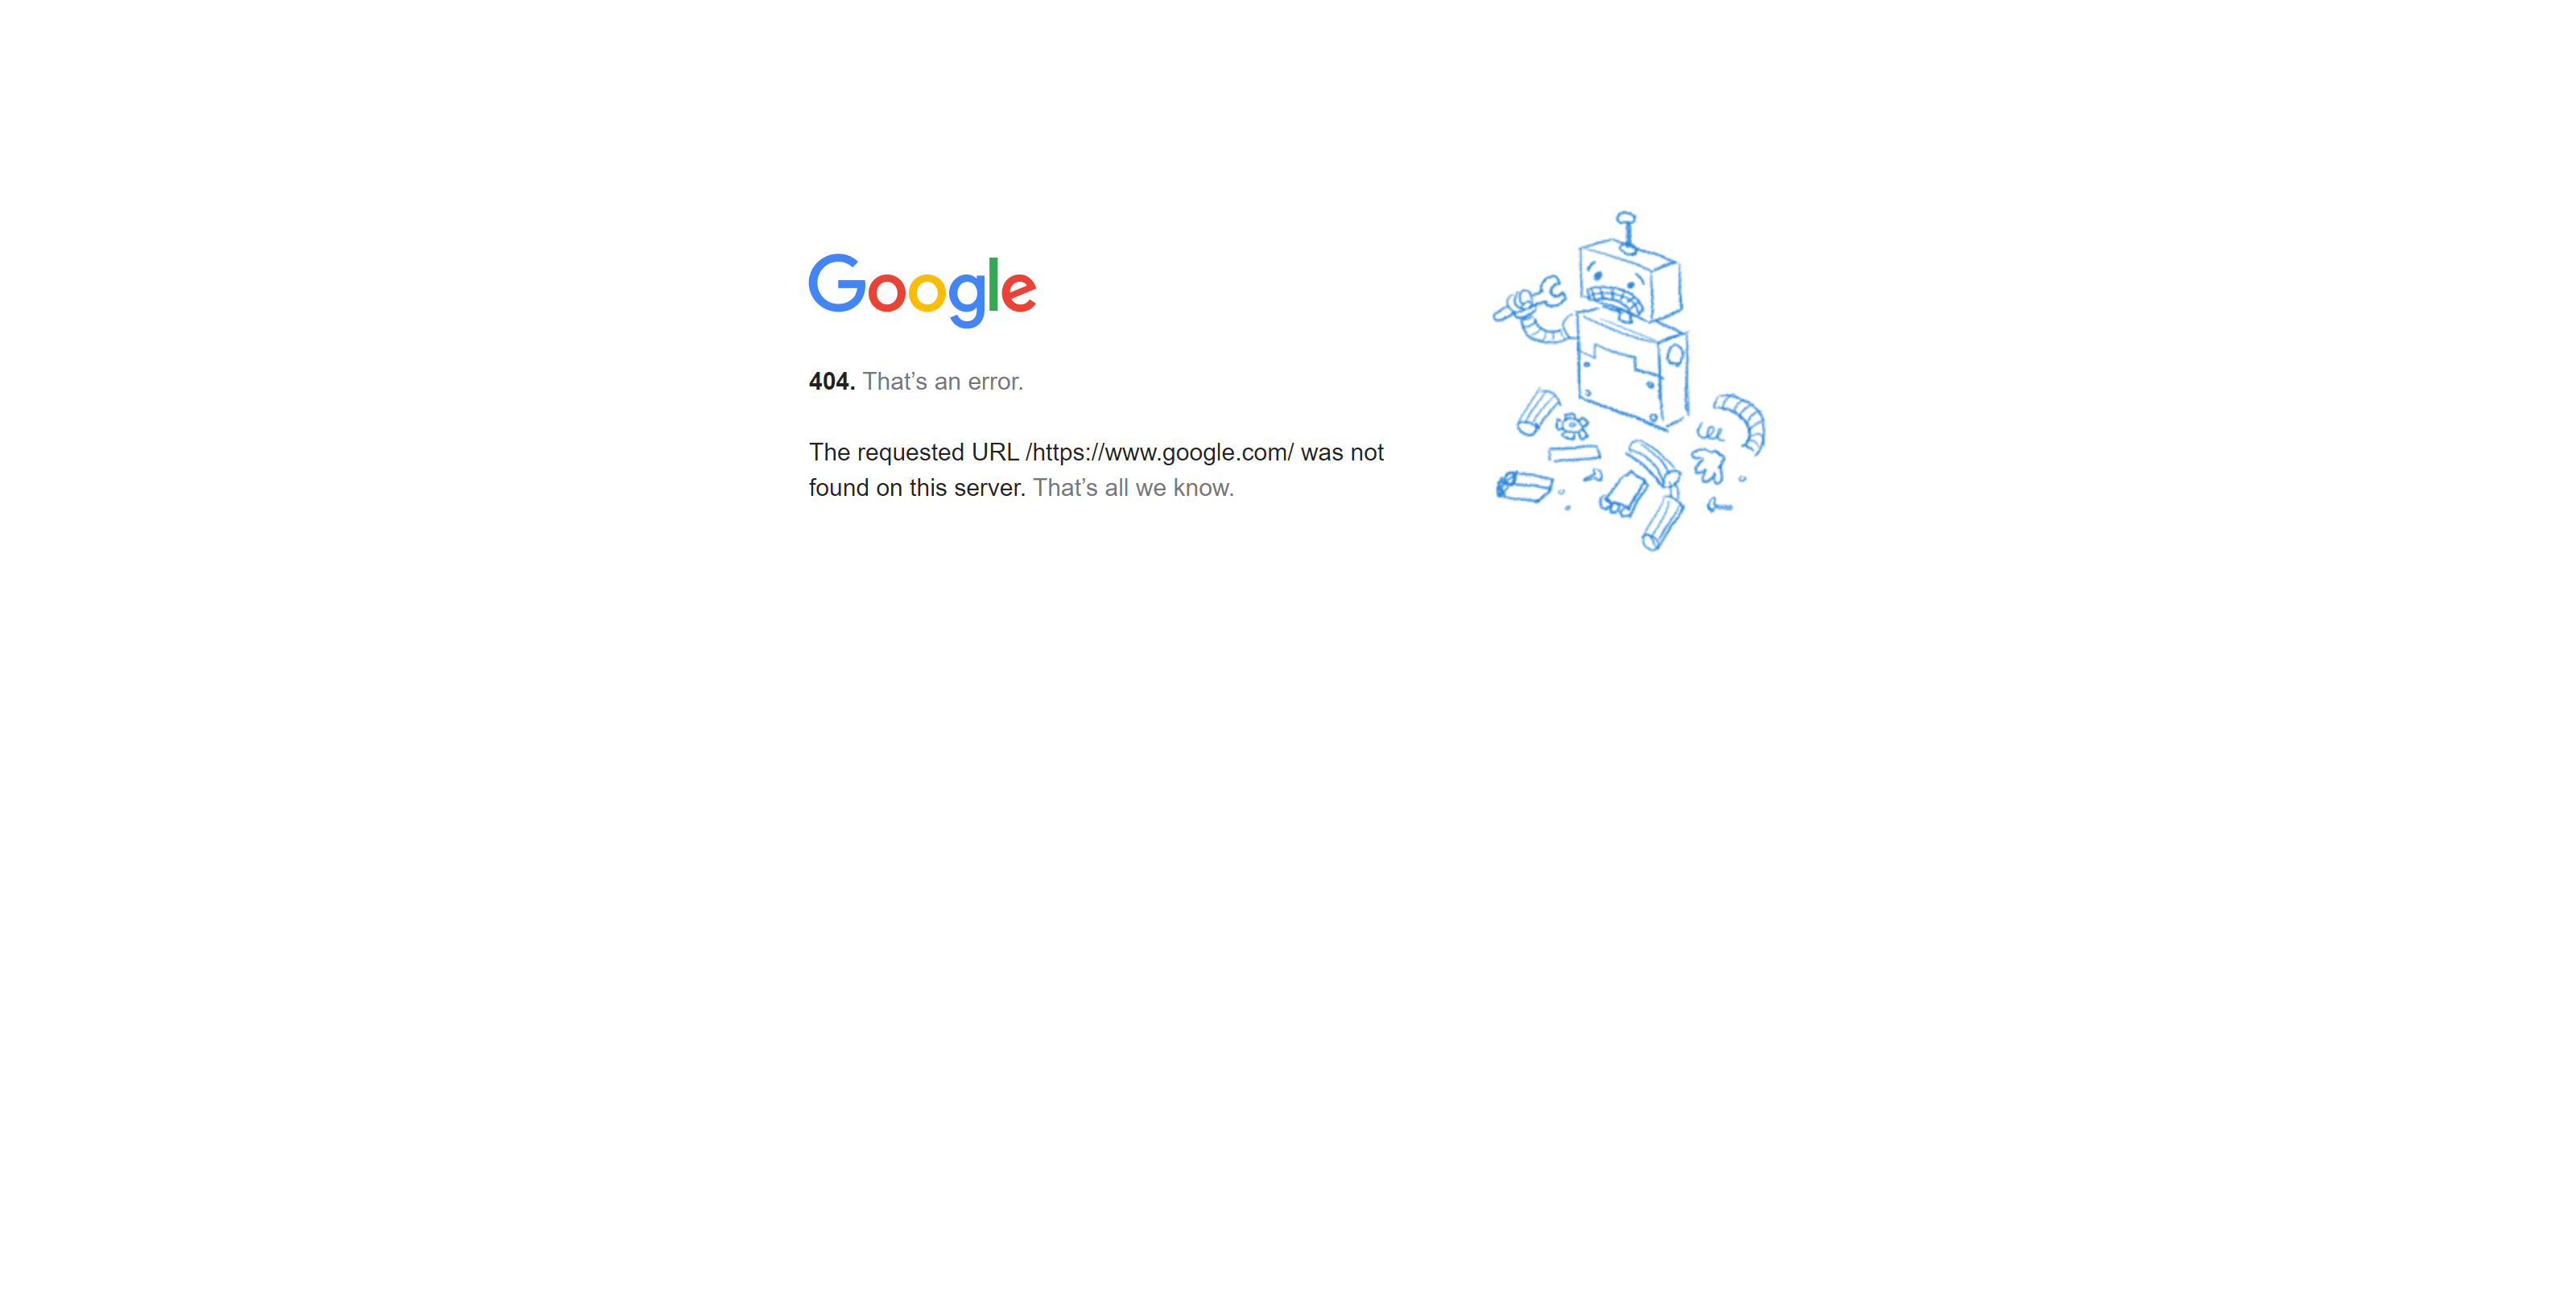 Google
404. That’s an error.
The requested URL /https://www.google.com/ was not
found on this server. That’s all we know.